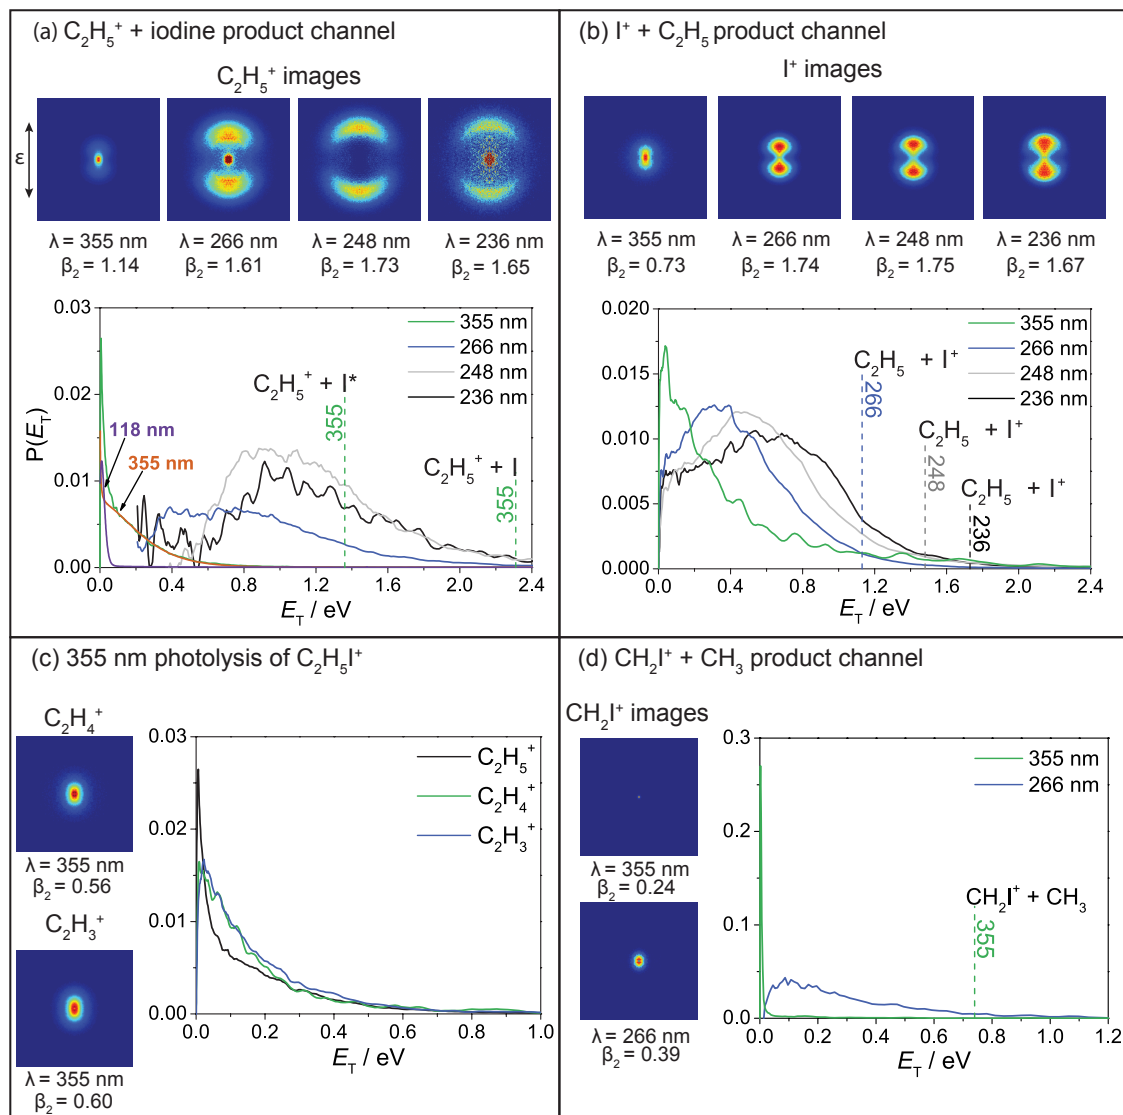 (a) C₂H₅⁺ + iodine product channel
C₂H₅⁺ images
ε
λ = 355 nm λ = 266 nm λ = 248 nm λ = 236 nm
β₂ = 1.14 β₂ = 1.61 β₂ = 1.73 β₂ = 1.65
0.03
0.02
0.01
0.00
P(E_T)
355 nm
266 nm
248 nm
236 nm
C₂H₅⁺ + I*
355
118 nm
355 nm
C₂H₅⁺ + I
355
0.0 0.4 0.8 1.2 1.6 2.0 2.4
E_T / eV
(b) I⁺ + C₂H₅ product channel
I⁺ images
λ = 355 nm λ = 266 nm λ = 248 nm λ = 236 nm
β₂ = 0.73 β₂ = 1.74 β₂ = 1.75 β₂ = 1.67
0.020
0.015
0.010
0.005
0.000
355 nm
266 nm
248 nm
236 nm
C₂H₅ + I⁺
266
C₂H₅ + I⁺
248
C₂H₅ + I⁺
236
0.0 0.4 0.8 1.2 1.6 2.0 2.4
E_T / eV
(c) 355 nm photolysis of C₂H₅I⁺
C₂H₄⁺
λ = 355 nm
β₂ = 0.56
C₂H₃⁺
λ = 355 nm
β₂ = 0.60
0.03
0.02
0.01
0.00
C₂H₅⁺
C₂H₄⁺
C₂H₃⁺
0.0 0.2 0.4 0.6 0.8 1.0
E_T / eV
(d) CH₂I⁺ + CH₃ product channel
CH₂I⁺ images
λ = 355 nm
β₂ = 0.24
λ = 266 nm
β₂ = 0.39
0.3
0.2
0.1
0.0
355 nm
266 nm
CH₂I⁺ + CH₃
355
0.0 0.2 0.4 0.6 0.8 1.0 1.2
E_T / eV